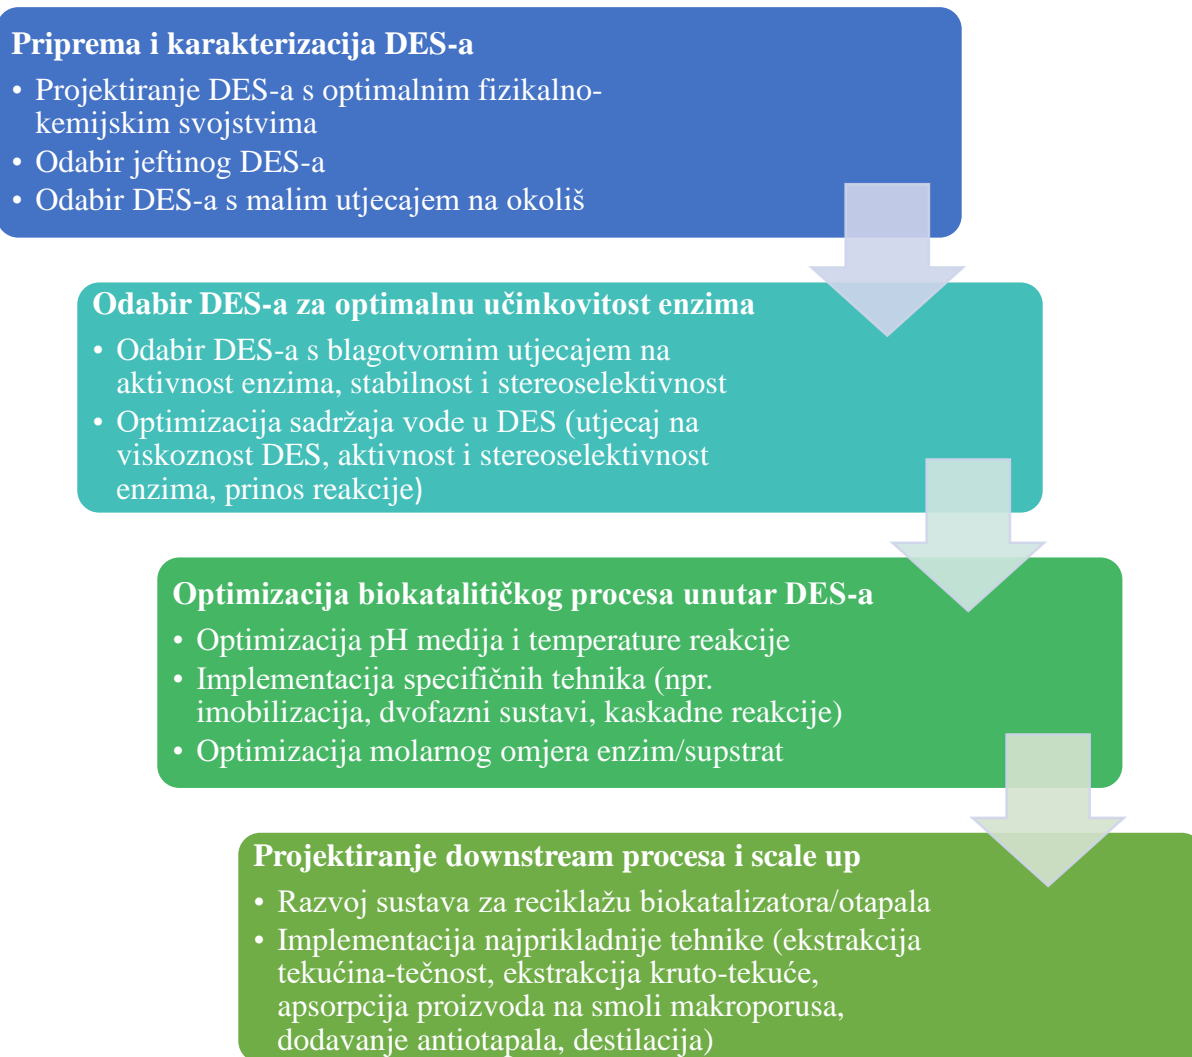 Priprema i karakterizacija DES-a
• Projektiranje DES-a s optimalnim fizikalno-
kemijskim svojstvima
• Odabir jeftinog DES-a
• Odabir DES-a s malim utjecajem na okoliš
Odabir DES-a za optimalnu učinkovitost enzima
• Odabir DES-a s blagotvornim utjecajem na
aktivnost enzima, stabilnost i stereoselektivnost
• Optimizacija sadržaja vode u DES (utjecaj na
viskoznost DES, aktivnost i stereoselektivnost
enzima, prinos reakcije)
Optimizacija biokatalitičkog procesa unutar DES-a
• Optimizacija pH medija i temperature reakcije
• Implementacija specifičnih tehnika (npr.
imobilizacija, dvofazni sustavi, kaskadne reakcije)
• Optimizacija molarnog omjera enzim/supstrat
Projektiranje downstream procesa i scale up
• Razvoj sustava za reciklažu biokatalizatora/otapala
• Implementacija najprikladnije tehnike (ekstrakcija
tekućina-tečnost, ekstrakcija kruto-tekuće,
apsorpcija proizvoda na smoli makroporusa,
dodavanje antiotapala, destilacija)